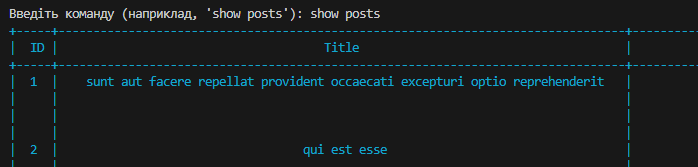 Введіть команду (наприклад, 'show posts'): show posts
ID Title
1 sunt aut facere repellat provident occaecati excepturi optio reprehenderit
2 qui est esse